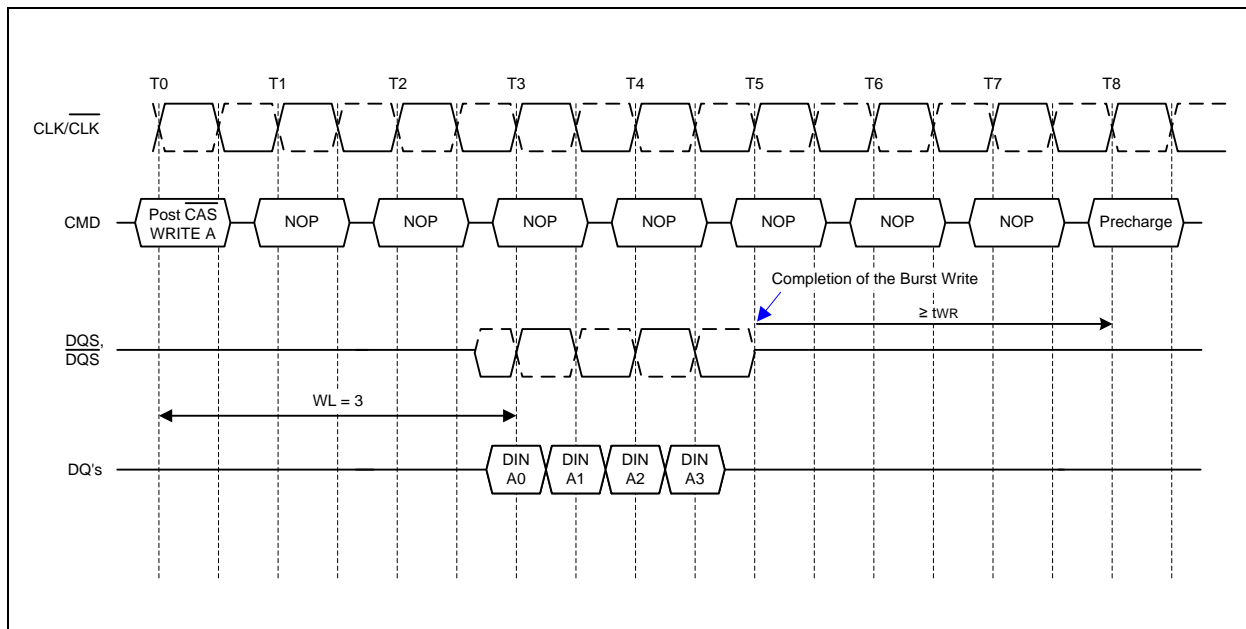 T0 T1 T2 T3 T4 T5 T6 T7 T8
CLK/CLK
CMD
Post CAS
WRITE A
NOP NOP NOP NOP NOP NOP NOP Precharge
Completion of the Burst Write
≥ tWR
DQS,
DQS
WL = 3
DQ's
DIN
A0
DIN
A1
DIN
A2
DIN
A3